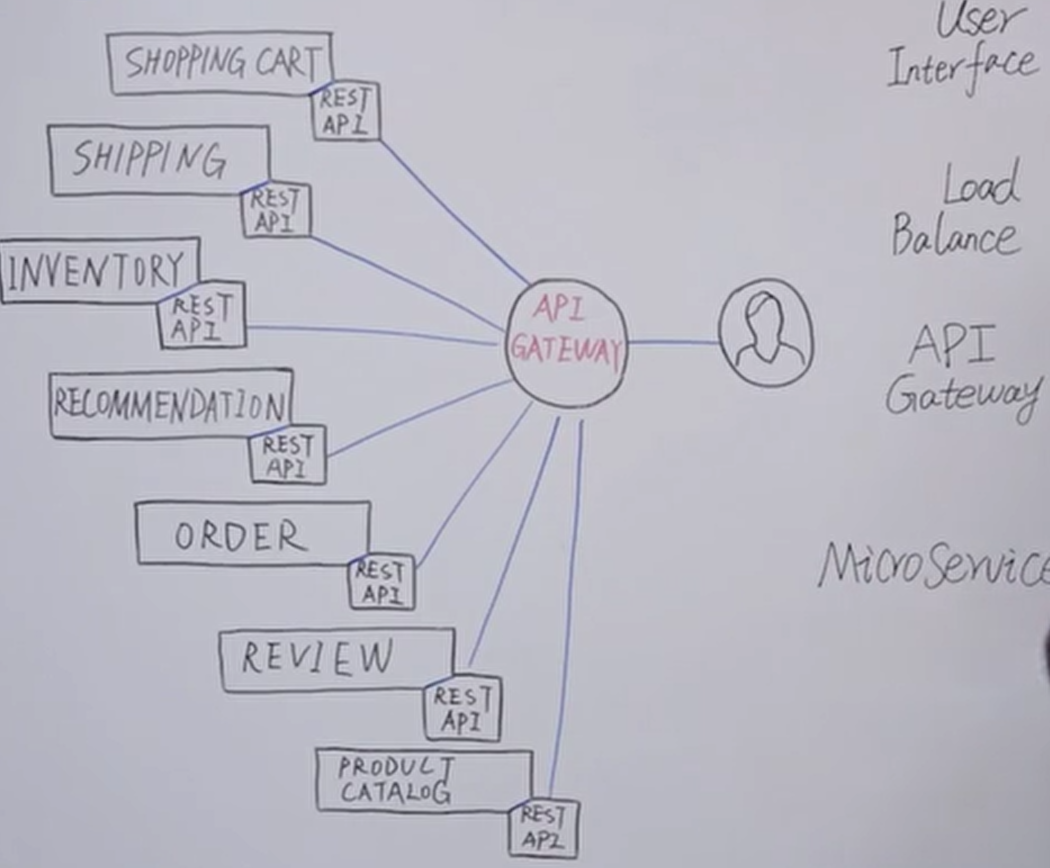 SHOPPING CART
REST
API
SHIPPING
REST
API
INVENTORY
REST
API
RECOMMENDATION
REST
API
ORDER
REST
API
REVIEW
REST
API
PRODUCT
CATALOG
REST
API
API
GATEWAY
User
Interface
Load
Balance
API
Gateway
MicroService